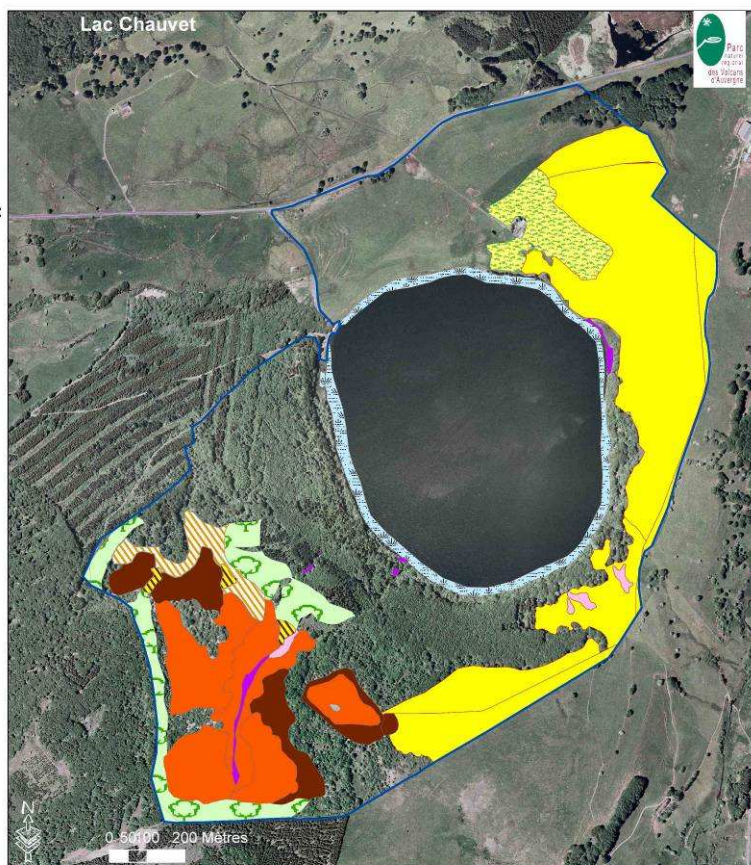 Lac Chauvet
Parc
naturel
régional
des Volcans
d'Auvergne
N
0 50100 200 Mètres